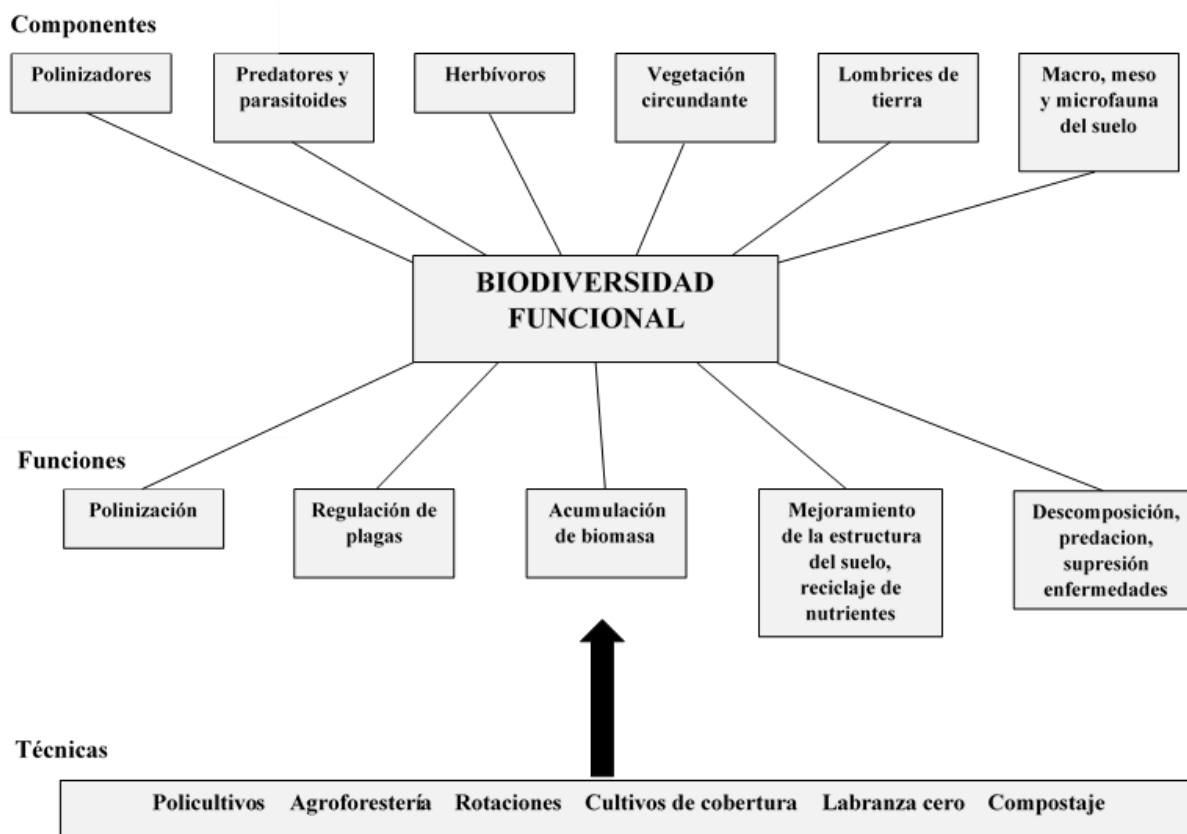 Componentes
Polinizadores
Predatores y
parasitoides
Herbívoros
Vegetación
circundante
Lombrices de
tierra
Macro, meso
y microfauna
del suelo
BIODIVERSIDAD
FUNCIONAL
Funciones
Polinización
Regulación de
plagas
Acumulación
de biomasa
Mejoramiento
de la estructura
del suelo,
reciclaje de
nutrientes
Descomposición,
predacion,
supresión
enfermedades
Técnicas
Policultivos Agroforestería Rotaciones Cultivos de cobertura Labranza cero Compostaje